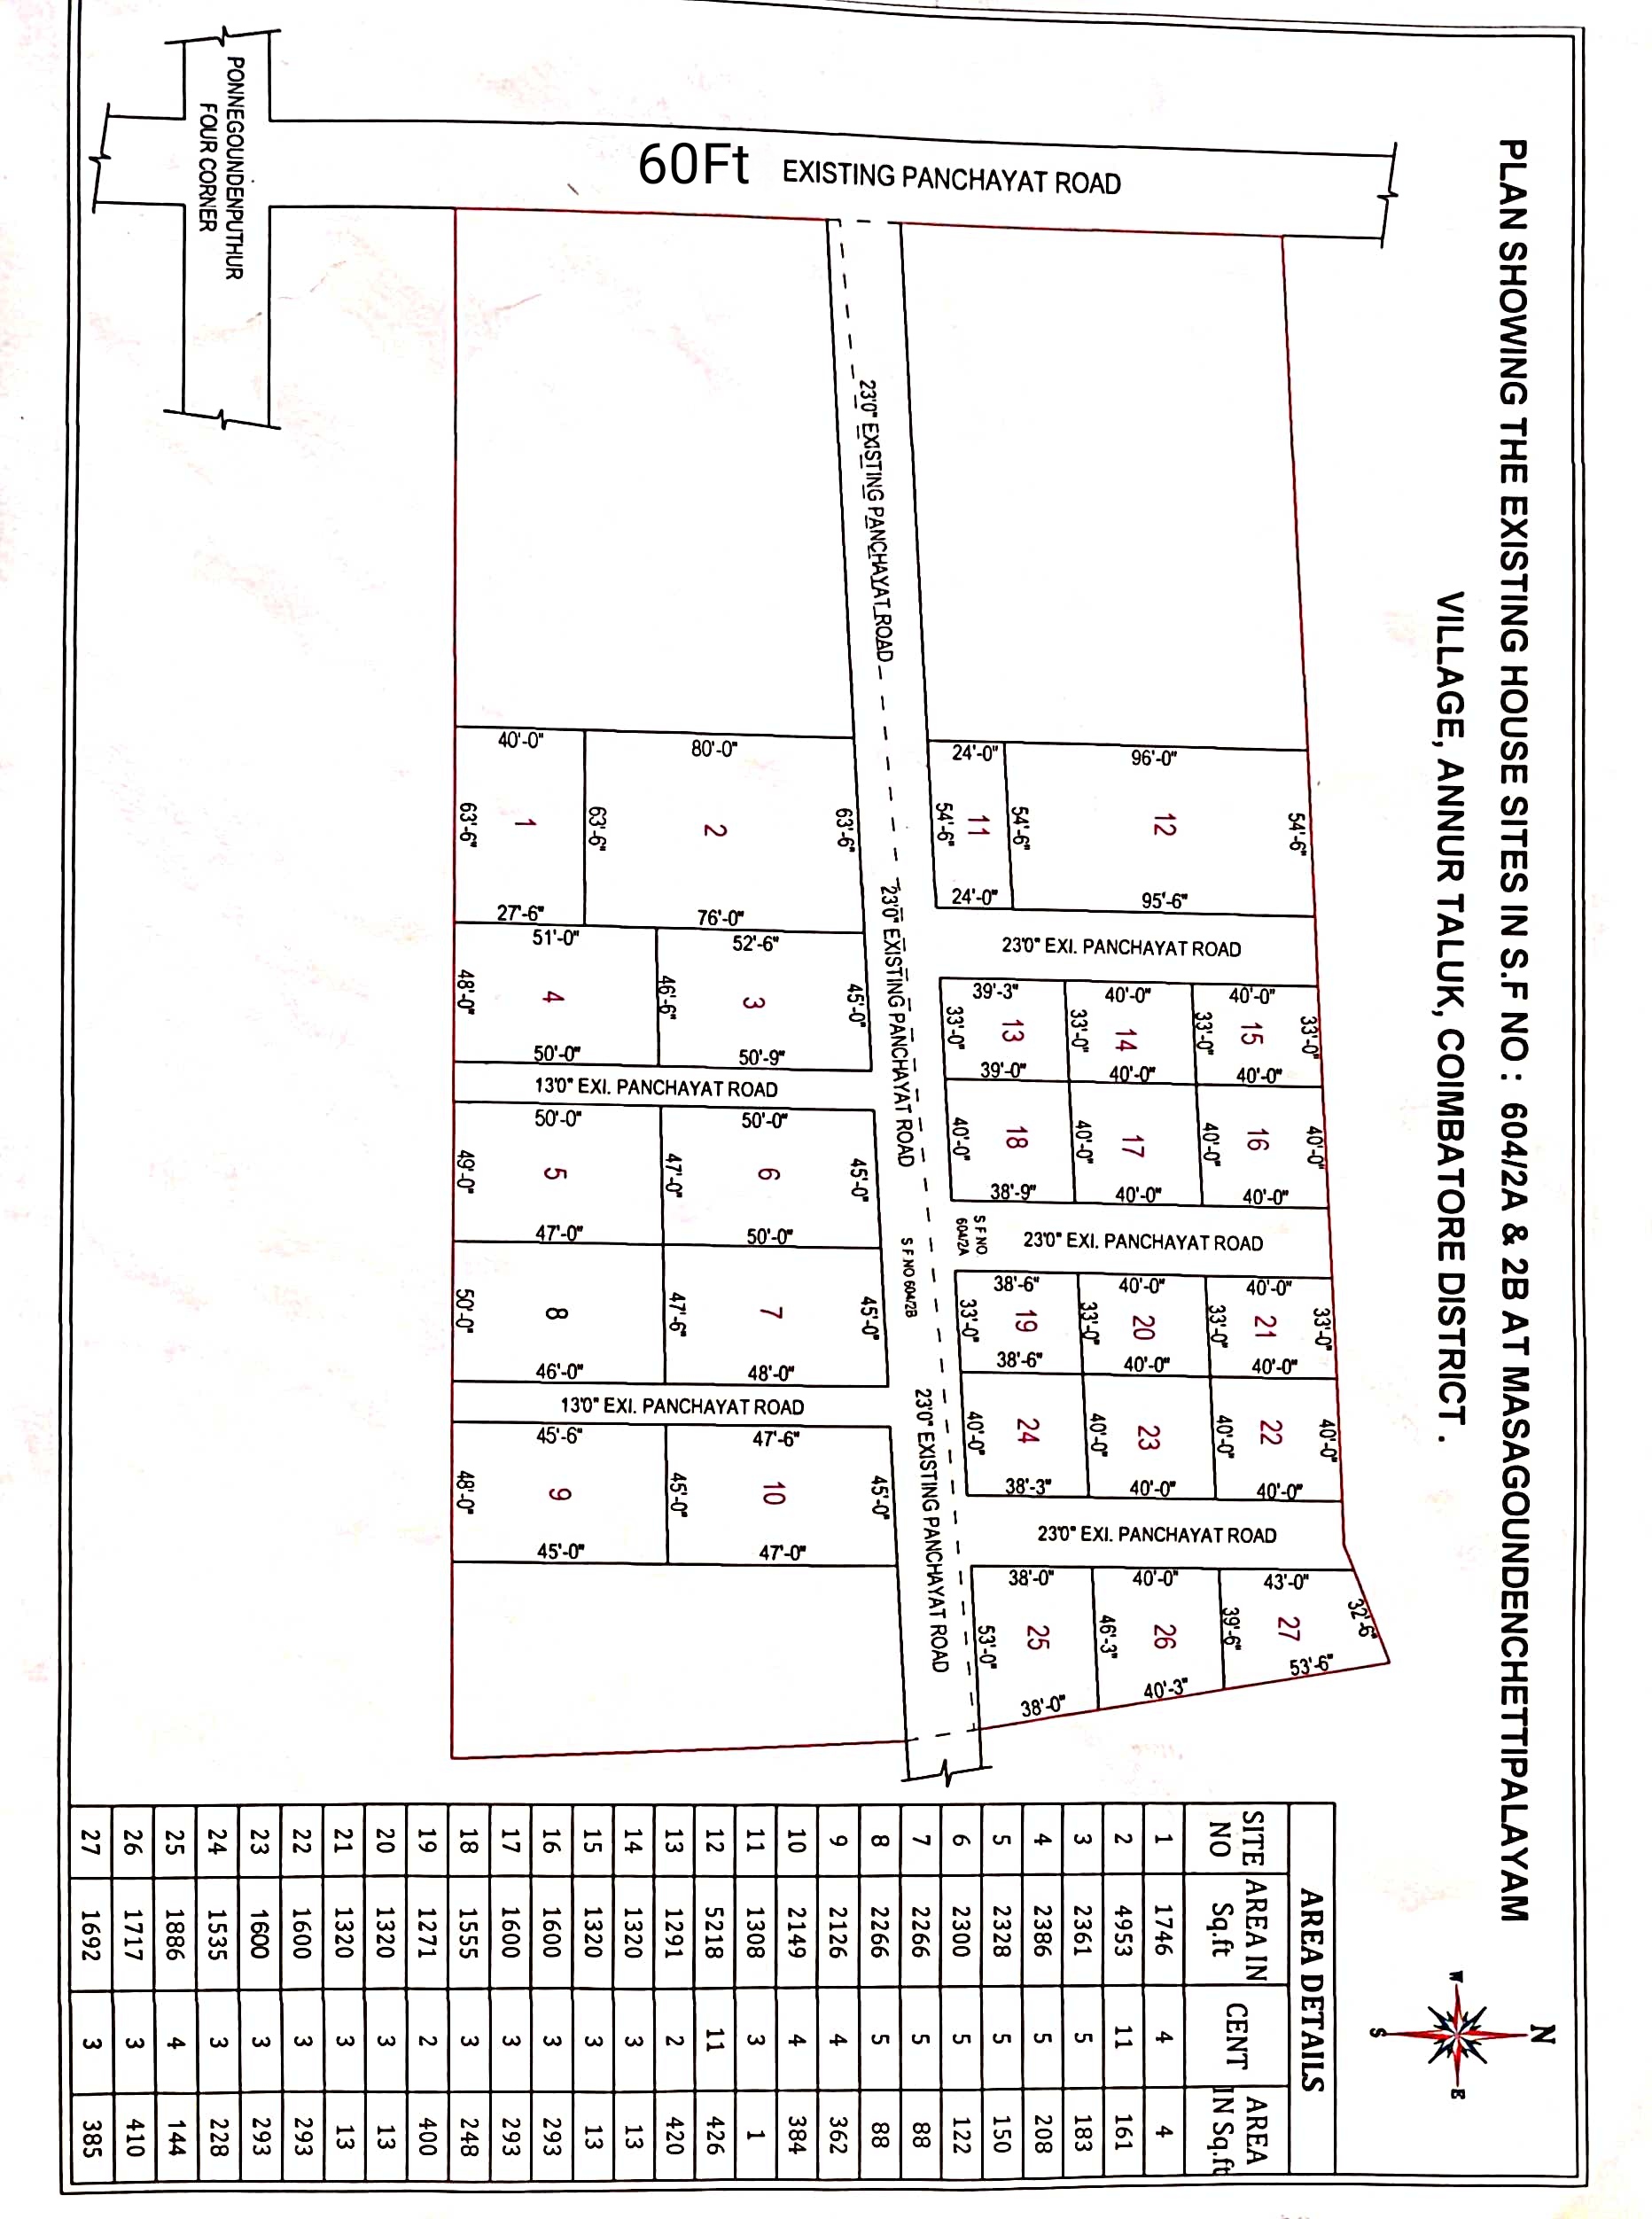 PLAN SHOWING THE EXISTING HOUSE SITES IN S.F NO : 604/2A & 2B AT MASAGOUNDENCHETTIPALAYAM
VILLAGE, ANNUR TALUK, COIMBATORE DISTRICT .
N
W
E
S
PONNEGOUNDENPUTHUR
FOUR CORNER
60Ft EXISTING PANCHAYAT ROAD
23'0" EXISTING PANCHAYAT ROAD
23'0" EXISTING PANCHAYAT ROAD
23'0" EXISTING PANCHAYAT ROAD
S F NO 604/2B
S F NO
604/2A
96'-0"
54'-6"
12
54'-6"
95'-6"
24'-0"
11
54'-6"
24'-0"
23'0" EXI. PANCHAYAT ROAD
40'-0"
33'-0"
15
33'-0"
40'-0"
40'-0"
14
33'-0"
40'-0"
39'-3"
13
33'-0"
39'-0"
40'-0"
16
40'-0"
40'-0"
17
40'-0"
40'-0"
18
40'-0"
38'-9"
23'0" EXI. PANCHAYAT ROAD
40'-0"
33'-0"
21
33'-0"
40'-0"
40'-0"
20
33'-0"
40'-0"
38'-6"
19
33'-0"
38'-6"
40'-0"
22
40'-0"
40'-0"
23
40'-0"
40'-0"
24
40'-0"
38'-3"
23'0" EXI. PANCHAYAT ROAD
43'-0"
32'-6"
27
39'-6"
53'-6"
40'-0"
26
46'-3"
40'-3"
38'-0"
25
53'-0"
38'-0"
80'-0"
63'-6"
2
63'-6"
76'-0"
40'-0"
1
63'-6"
27'-6"
52'-6"
45'-0"
3
46'-6"
50'-9"
51'-0"
4
48'-0"
50'-0"
13'0" EXI. PANCHAYAT ROAD
50'-0"
45'-0"
6
47'-0"
50'-0"
50'-0"
5
49'-0"
47'-0"
45'-0"
7
47'-6"
48'-0"
8
50'-0"
46'-0"
13'0" EXI. PANCHAYAT ROAD
47'-6"
45'-0"
10
45'-0"
47'-0"
45'-6"
9
48'-0"
45'-0"
AREA DETAILS
SITE NO AREA IN Sq.ft CENT AREA IN Sq.ft
1 1746 4 4
2 4953 11 161
3 2361 5 183
4 2386 5 208
5 2328 5 150
6 2300 5 122
7 2266 5 88
8 2266 5 88
9 2126 4 362
10 2149 4 384
11 1308 3 1
12 5218 11 426
13 1291 2 420
14 1320 3 13
15 1320 3 13
16 1600 3 293
17 1600 3 293
18 1555 3 248
19 1271 2 400
20 1320 3 13
21 1320 3 13
22 1600 3 293
23 1600 3 293
24 1535 3 228
25 1886 4 144
26 1717 3 410
27 1692 3 385